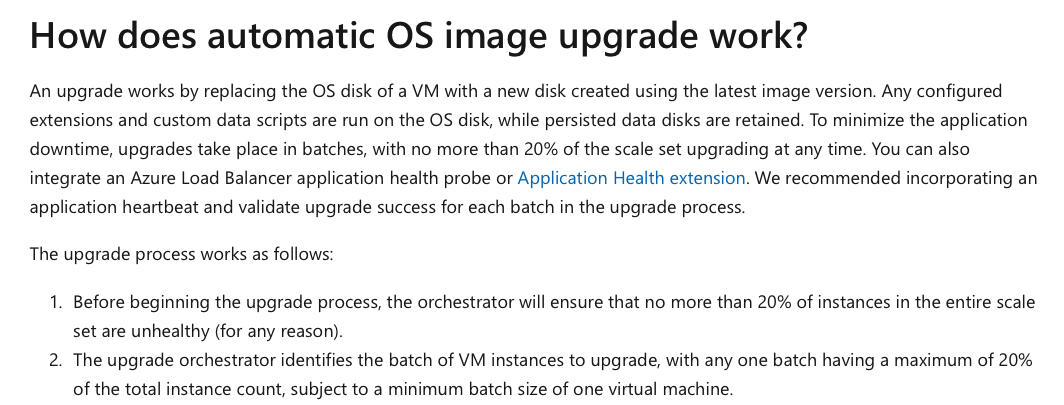 How does automatic OS image upgrade work?
An upgrade works by replacing the OS disk of a VM with a new disk created using the latest image version. Any configured
extensions and custom data scripts are run on the OS disk, while persisted data disks are retained. To minimize the application
downtime, upgrades take place in batches, with no more than 20% of the scale set upgrading at any time. You can also
integrate an Azure Load Balancer application health probe or Application Health extension. We recommended incorporating an
application heartbeat and validate upgrade success for each batch in the upgrade process.
The upgrade process works as follows:
1. Before beginning the upgrade process, the orchestrator will ensure that no more than 20% of instances in the entire scale
set are unhealthy (for any reason).
2. The upgrade orchestrator identifies the batch of VM instances to upgrade, with any one batch having a maximum of 20%
of the total instance count, subject to a minimum batch size of one virtual machine.